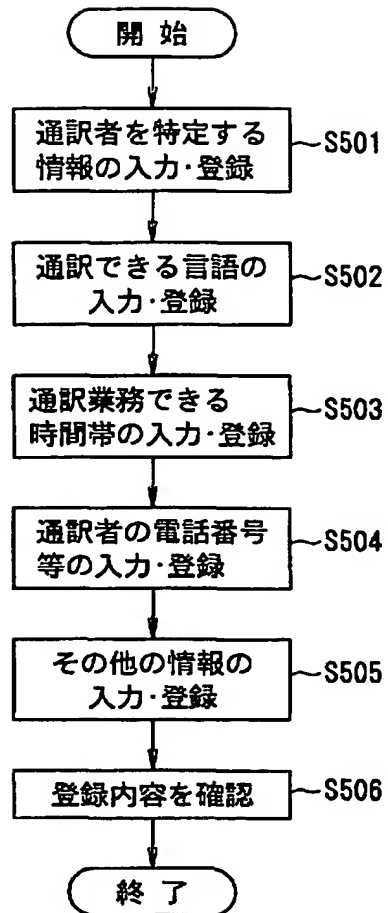 開始
通訳者を特定する
情報の入力・登録
S501
通訳できる言語の
入力・登録
S502
通訳業務できる
時間帯の入力・登録
S503
通訳者の電話番号
等の入力・登録
S504
その他の情報の
入力・登録
S505
登録内容を確認
S506
終了